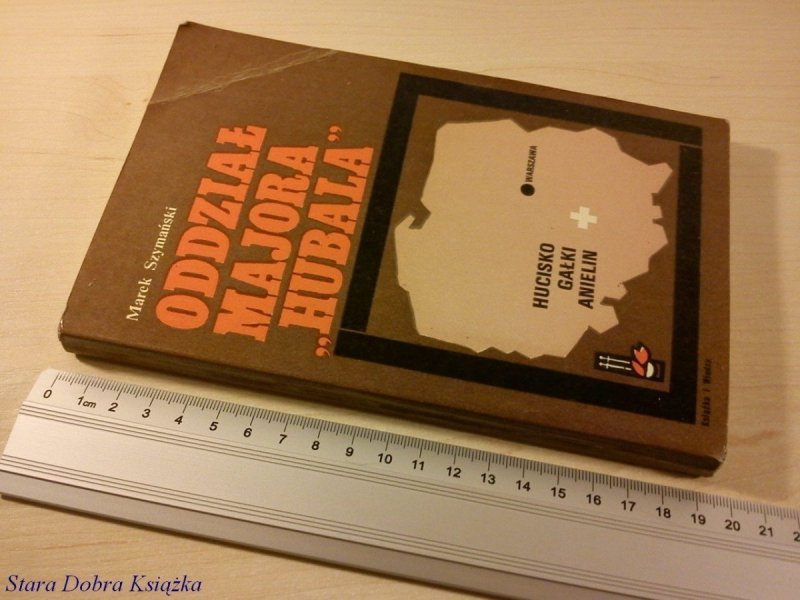 Marek Szymański
ODDZIAŁ
MAJORA
„HUBALA”
WARSZAWA
HUCISKO
GAŁKI
ANIELIN
Książka i Wiedza
0 1cm 2 3 4 5 6 7 8 9 10 11 12 13 14 15 16 17 18 19 20 21
Stara Dobra Książka